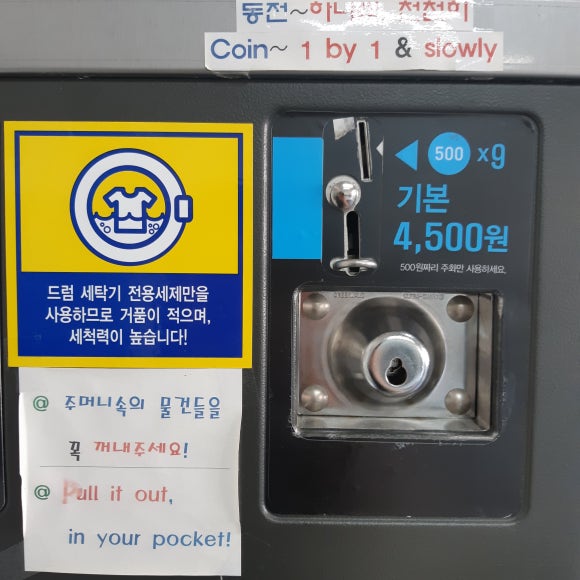 동전~하나씩 천천히
Coin~ 1 by 1 & slowly
500 x9
기본
4,500원
500원짜리 주화만 사용하세요.
드럼 세탁기 전용세제만을
사용하므로 거품이 적으며,
세척력이 높습니다!
@ 주머니속의 물건들을
꼭 꺼내주세요!
@ Pull it out,
in your pocket!